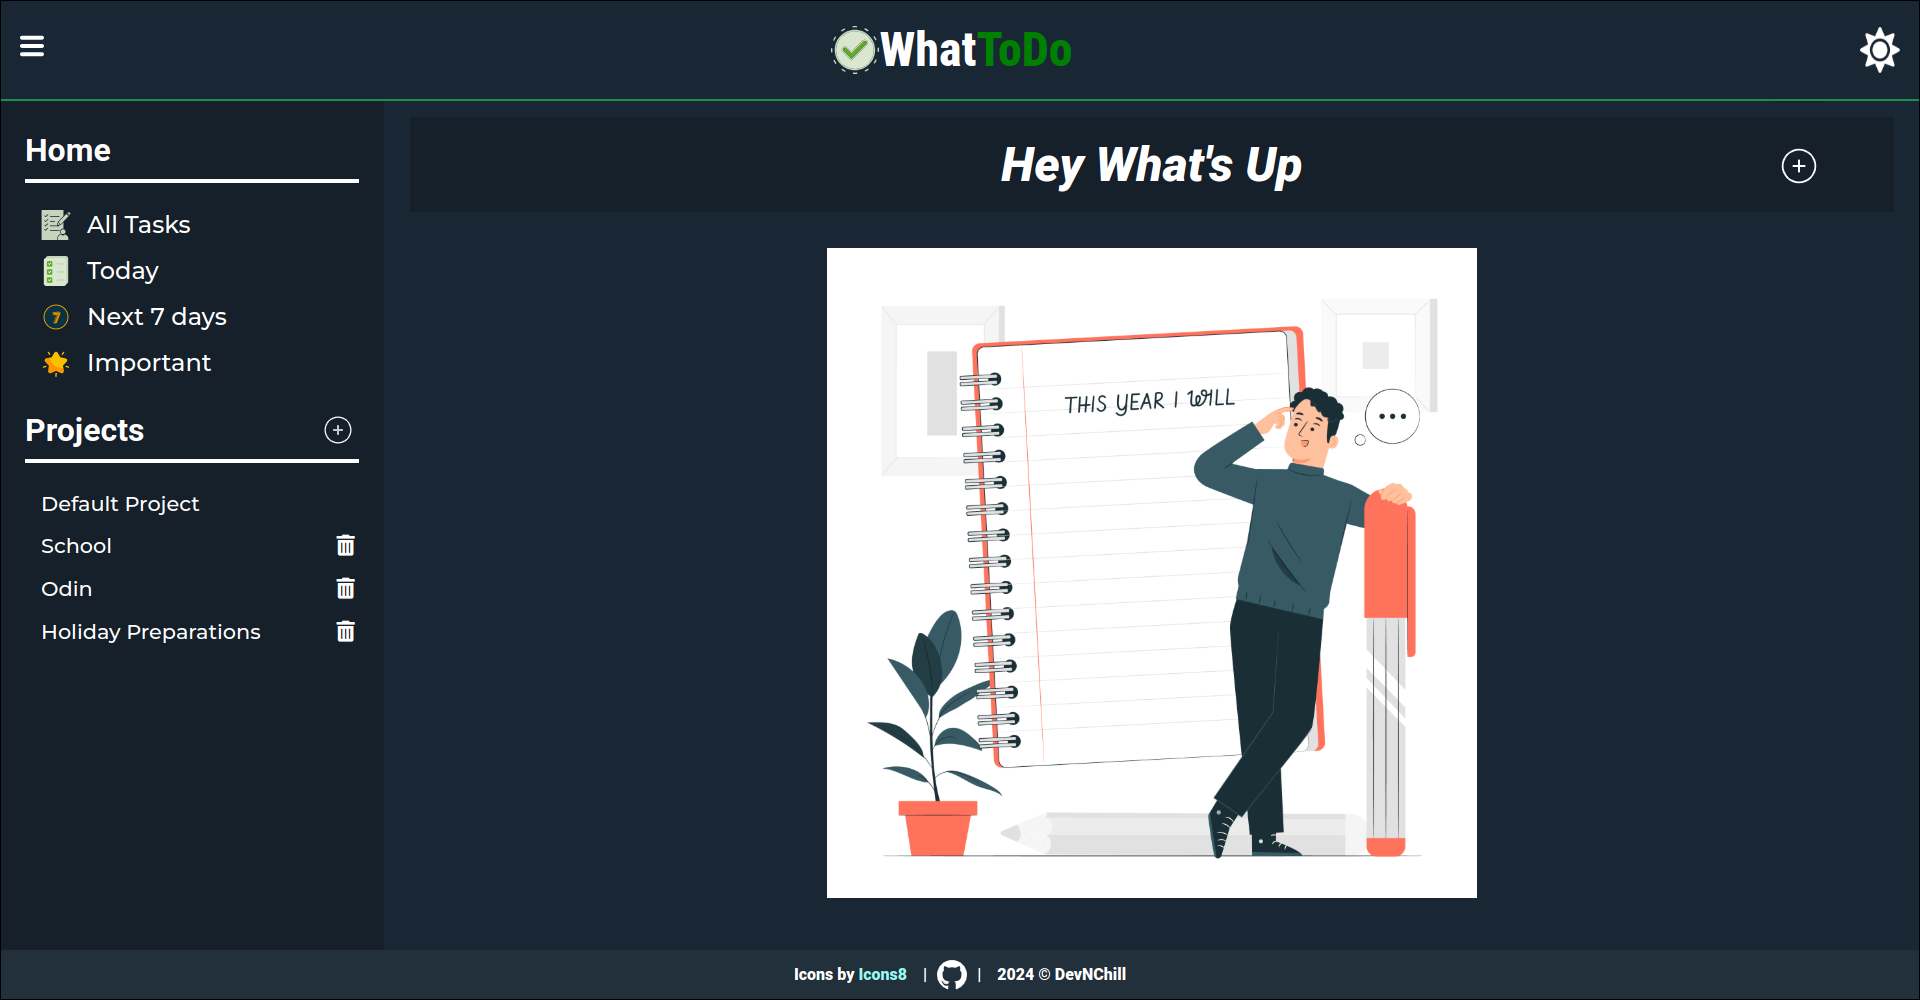 WhatToDo
Home
All Tasks
Today
7
Next 7 days
Important
Projects
Default Project
School
Odin
Holiday Preparations
Hey What's Up
THIS YEAR I WILL
Icons by Icons8 | | 2024 © DevNChill